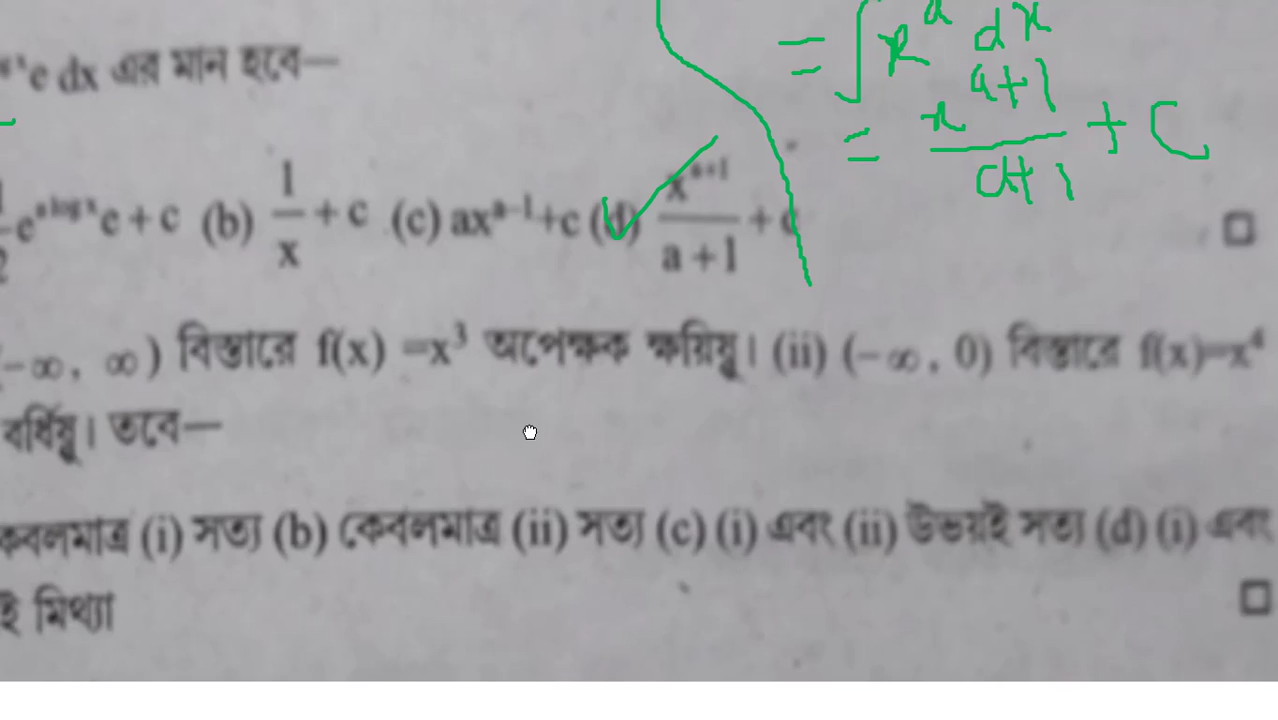 = ∫ x^a dx
= x^(a+1)/(a+1) + C
e dx এর মান হবে—
e^(a log x) e + c (b) 1/x + c (c) ax^(a-1)+c (d) x^(a+1)/(a+1) + c
-∞, ∞) বিস্তারে f(x) =x³ অপেক্ষক ক্ষয়িষ্ণু। (ii) (-∞, 0) বিস্তারে f(x)=x⁴
বর্ধিষ্ণু। তবে—
কেবলমাত্র (i) সত্য (b) কেবলমাত্র (ii) সত্য (c) (i) এবং (ii) উভয়ই সত্য (d) (i) এবং
ই মিথ্যা